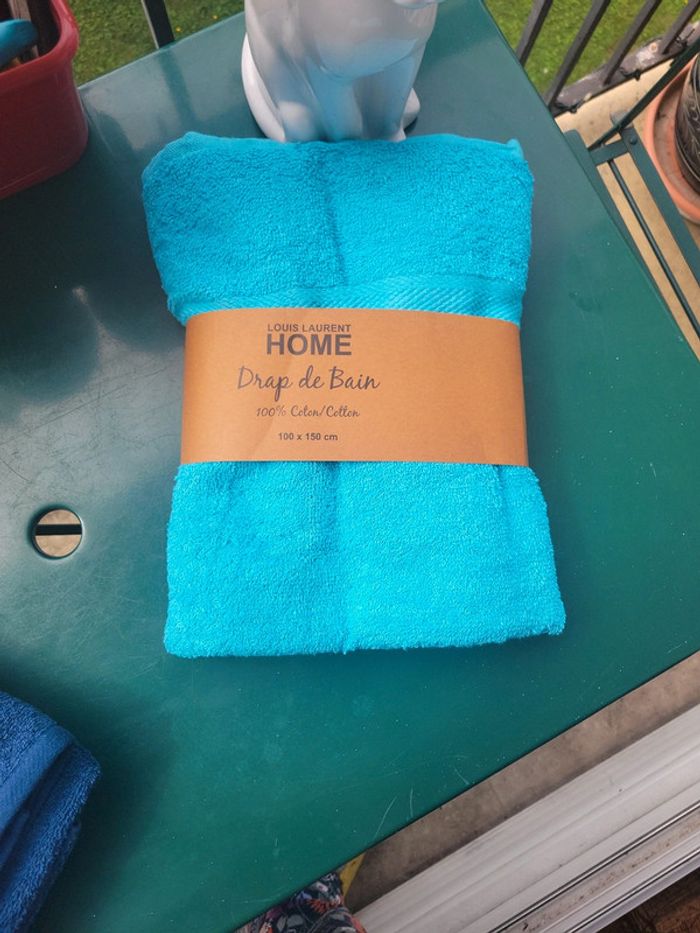 LOUIS LAURENT
HOME
Drap de Bain
100% Coton/Cotton
100 x 150 cm